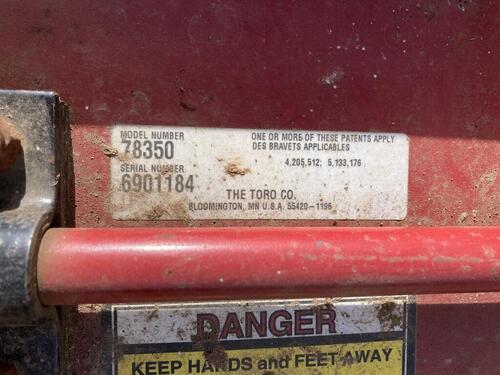 MODEL NUMBER
78350
SERIAL NUMBER
6901184
ONE OR MORE OF THESE PATENTS APPLY
DES BRAVETS APPLICABLES
4,205,512; 5,133,176
THE TORO CO.
BLOOMINGTON, MN U.S.A. 55420-1196
DANGER
KEEP HANDS and FEET AWAY